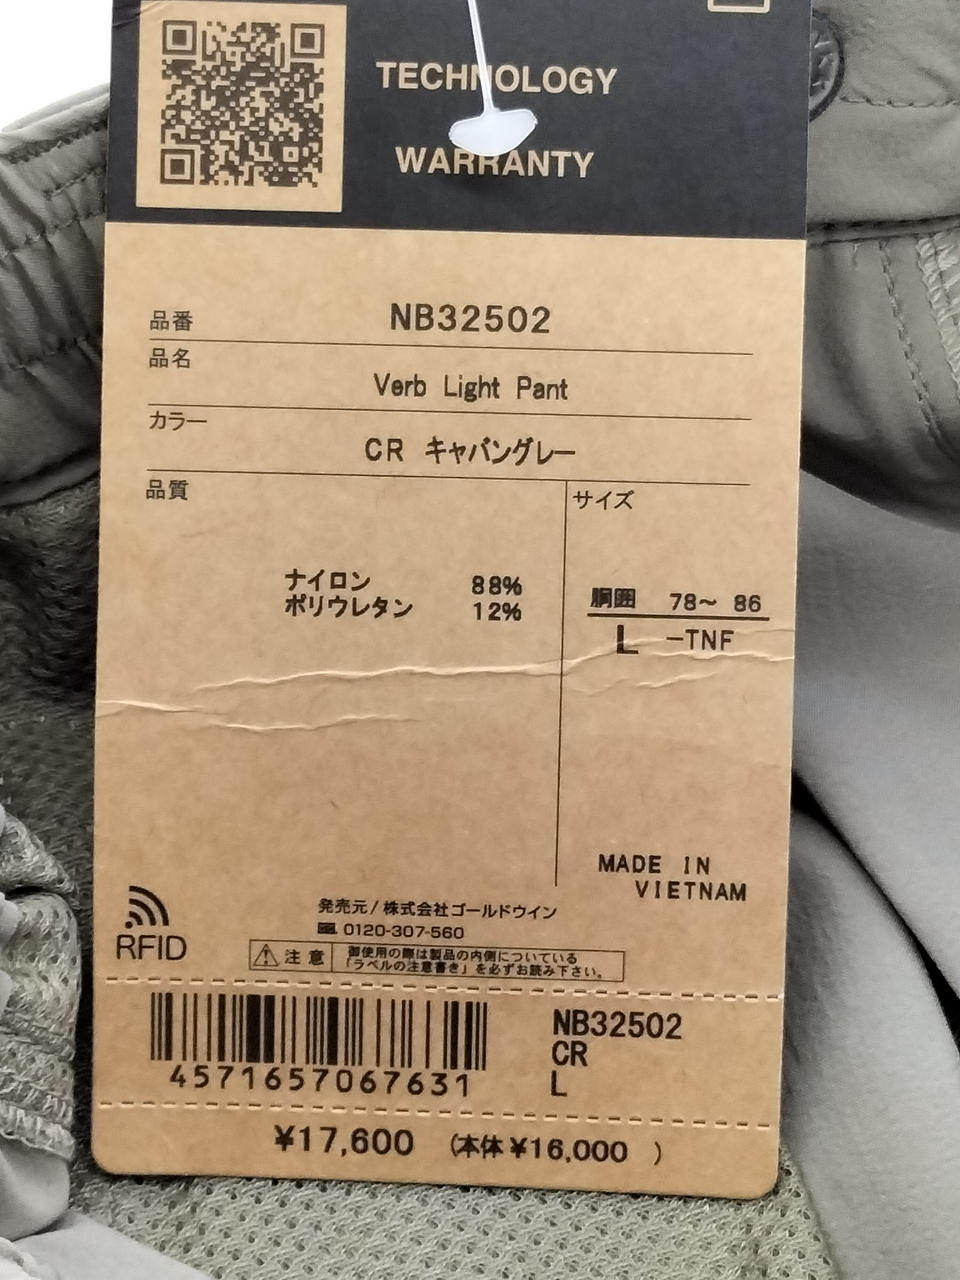 TECHNOLOGY
WARRANTY
品番 NB32502
品名
Verb Light Pant
カラー
CR キャパングレー
品質
サイズ
ナイロン 88%
ポリウレタン 12%
胴囲 78~ 86
L -TNF
MADE IN
VIETNAM
発売元/株式会社ゴールドウイン
0120-307-560
RFID
注意
御使用の際は製品の内側についている
「ラベルの注意書き」を必ずお読み下さい。
4571657067631
NB32502
CR
L
¥17,600 (本体¥16,000 )